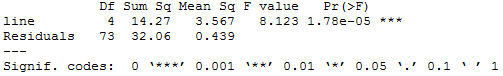 Df Sum Sq Mean Sq F value   Pr(>F)
line         4  14.27   3.567   8.123 1.78e-05 ***
Residuals   73  32.06   0.439
---
Signif. codes:  0 ‘***’ 0.001 ‘**’ 0.01 ‘*’ 0.05 ‘.’ 0.1 ‘ ’ 1